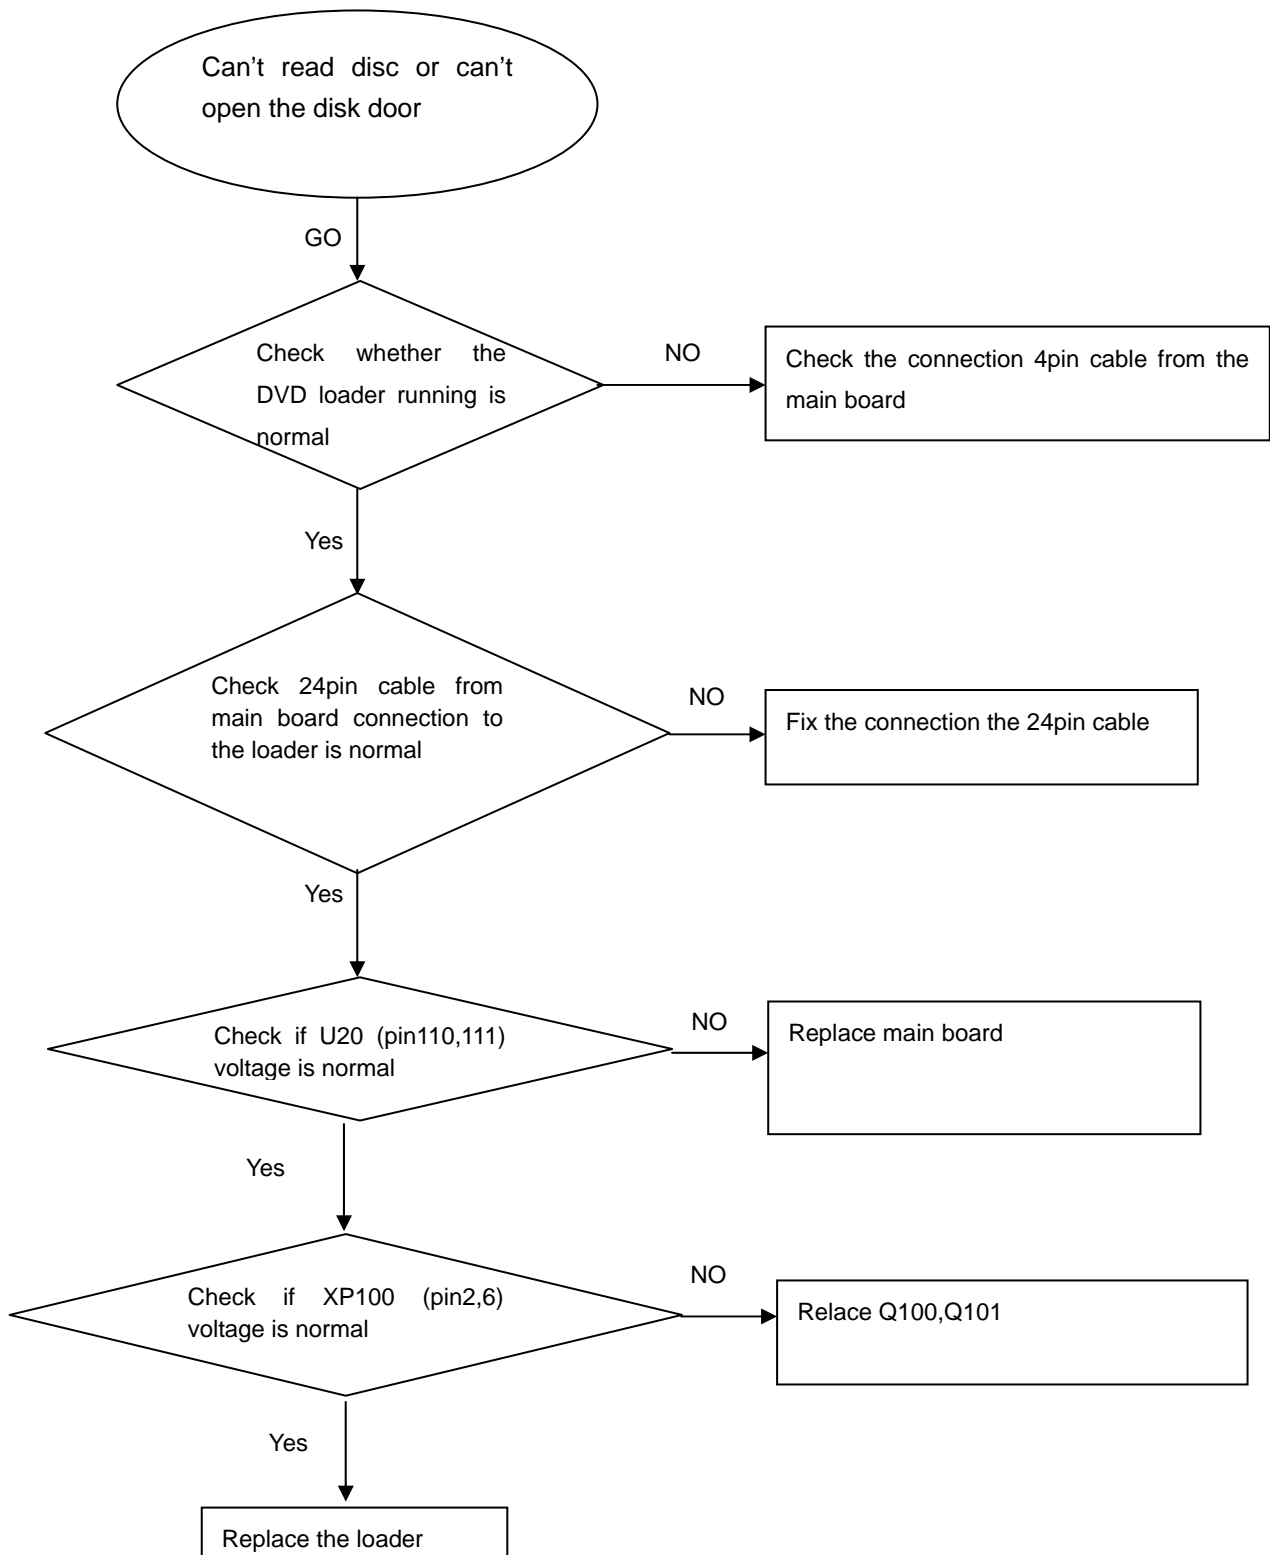 Can't read disc or can't
open the disk door
GO
Check whether the
DVD loader running is
normal
NO
Check the connection 4pin cable from the
main board
Yes
Check 24pin cable from
main board connection to
the loader is normal
NO
Fix the connection the 24pin cable
Yes
Check if U20 (pin110,111)
voltage is normal
NO
Replace main board
Yes
Check if XP100 (pin2,6)
voltage is normal
NO
Relace Q100,Q101
Yes
Replace the loader